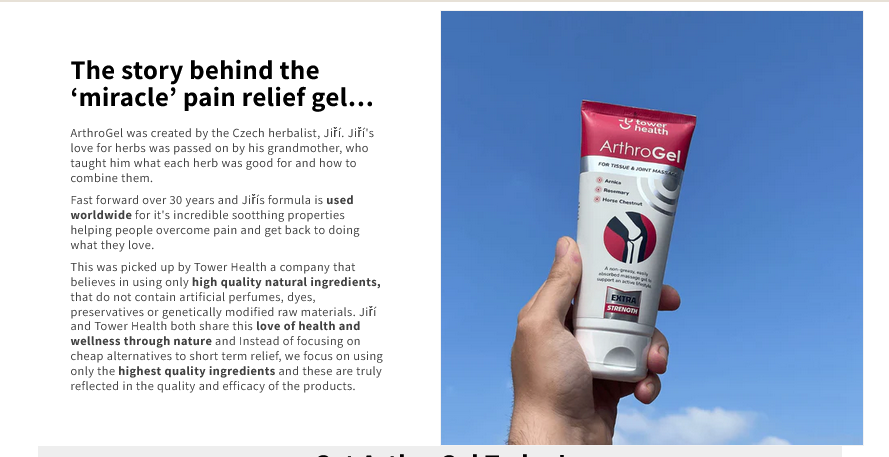 The story behind the
‘miracle’ pain relief gel…
ArthroGel was created by the Czech herbalist, Jiří. Jiří's
love for herbs was passed on by his grandmother, who
taught him what each herb was good for and how to
combine them.
Fast forward over 30 years and Jiřís formula is used
worldwide for it's incredible sootthing properties
helping people overcome pain and get back to doing
what they love.
This was picked up by Tower Health a company that
believes in using only high quality natural ingredients,
that do not contain artificial perfumes, dyes,
preservatives or genetically modified raw materials. Jiří
and Tower Health both share this love of health and
wellness through nature and Instead of focusing on
cheap alternatives to short term relief, we focus on using
only the highest quality ingredients and these are truly
reflected in the quality and efficacy of the products.
tower
health
ArthroGel
FOR TISSUE & JOINT MASSAGE
Arnica
Rosemary
Horse Chestnut
A non-greasy, easily
absorbed massage gel to
support an active lifestyle
EXTRA
STRENGTH